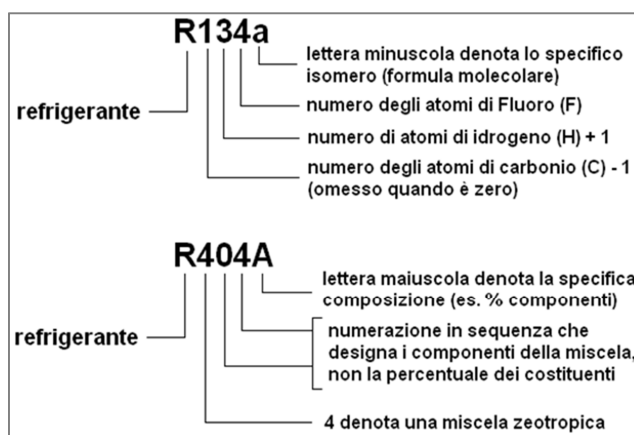 R134a
lettera minuscola denota lo specifico
isomero (formula molecolare)
refrigerante
numero degli atomi di Fluoro (F)
numero di atomi di idrogeno (H) + 1
numero degli atomi di carbonio (C) - 1
(omesso quando è zero)
R404A
lettera maiuscola denota la specifica
composizione (es. % componenti)
refrigerante
numerazione in sequenza che
designa i componenti della miscela,
non la percentuale dei costituenti
4 denota una miscela zeotropica